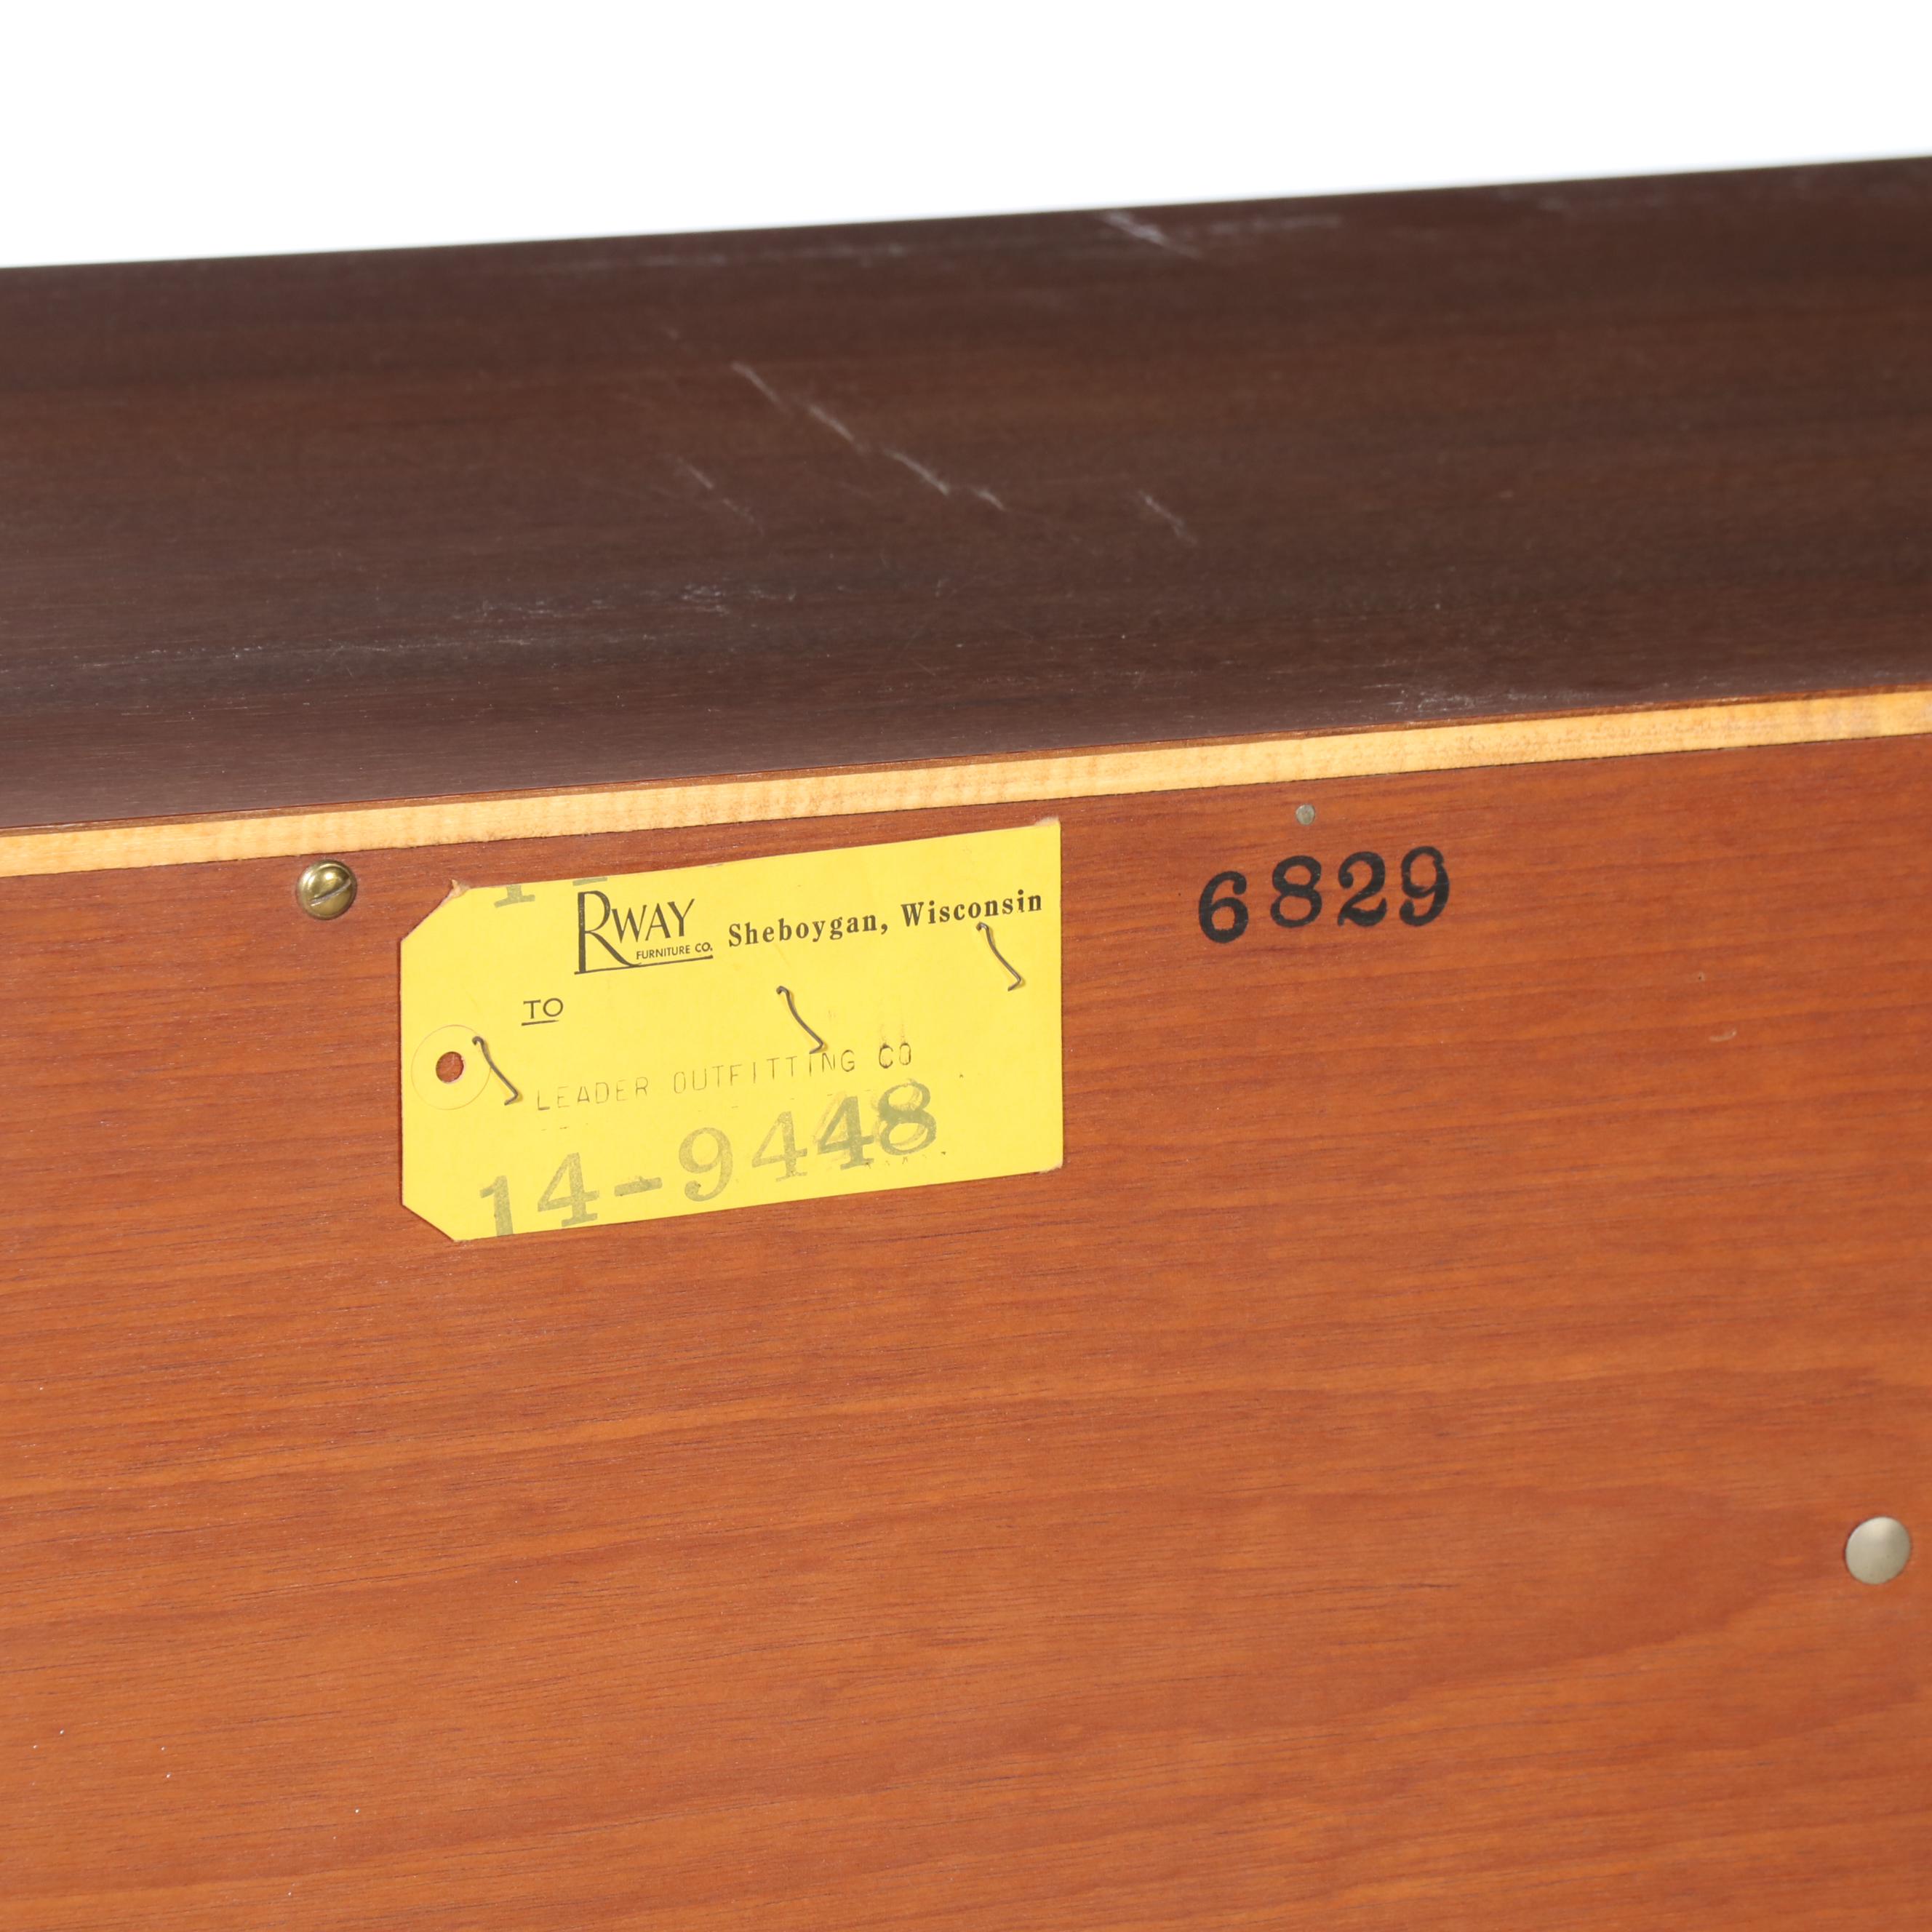 RWAY FURNITURE CO. Sheboygan, Wisconsin
TO
LEADER OUTFITTING CO
14-9448
6829